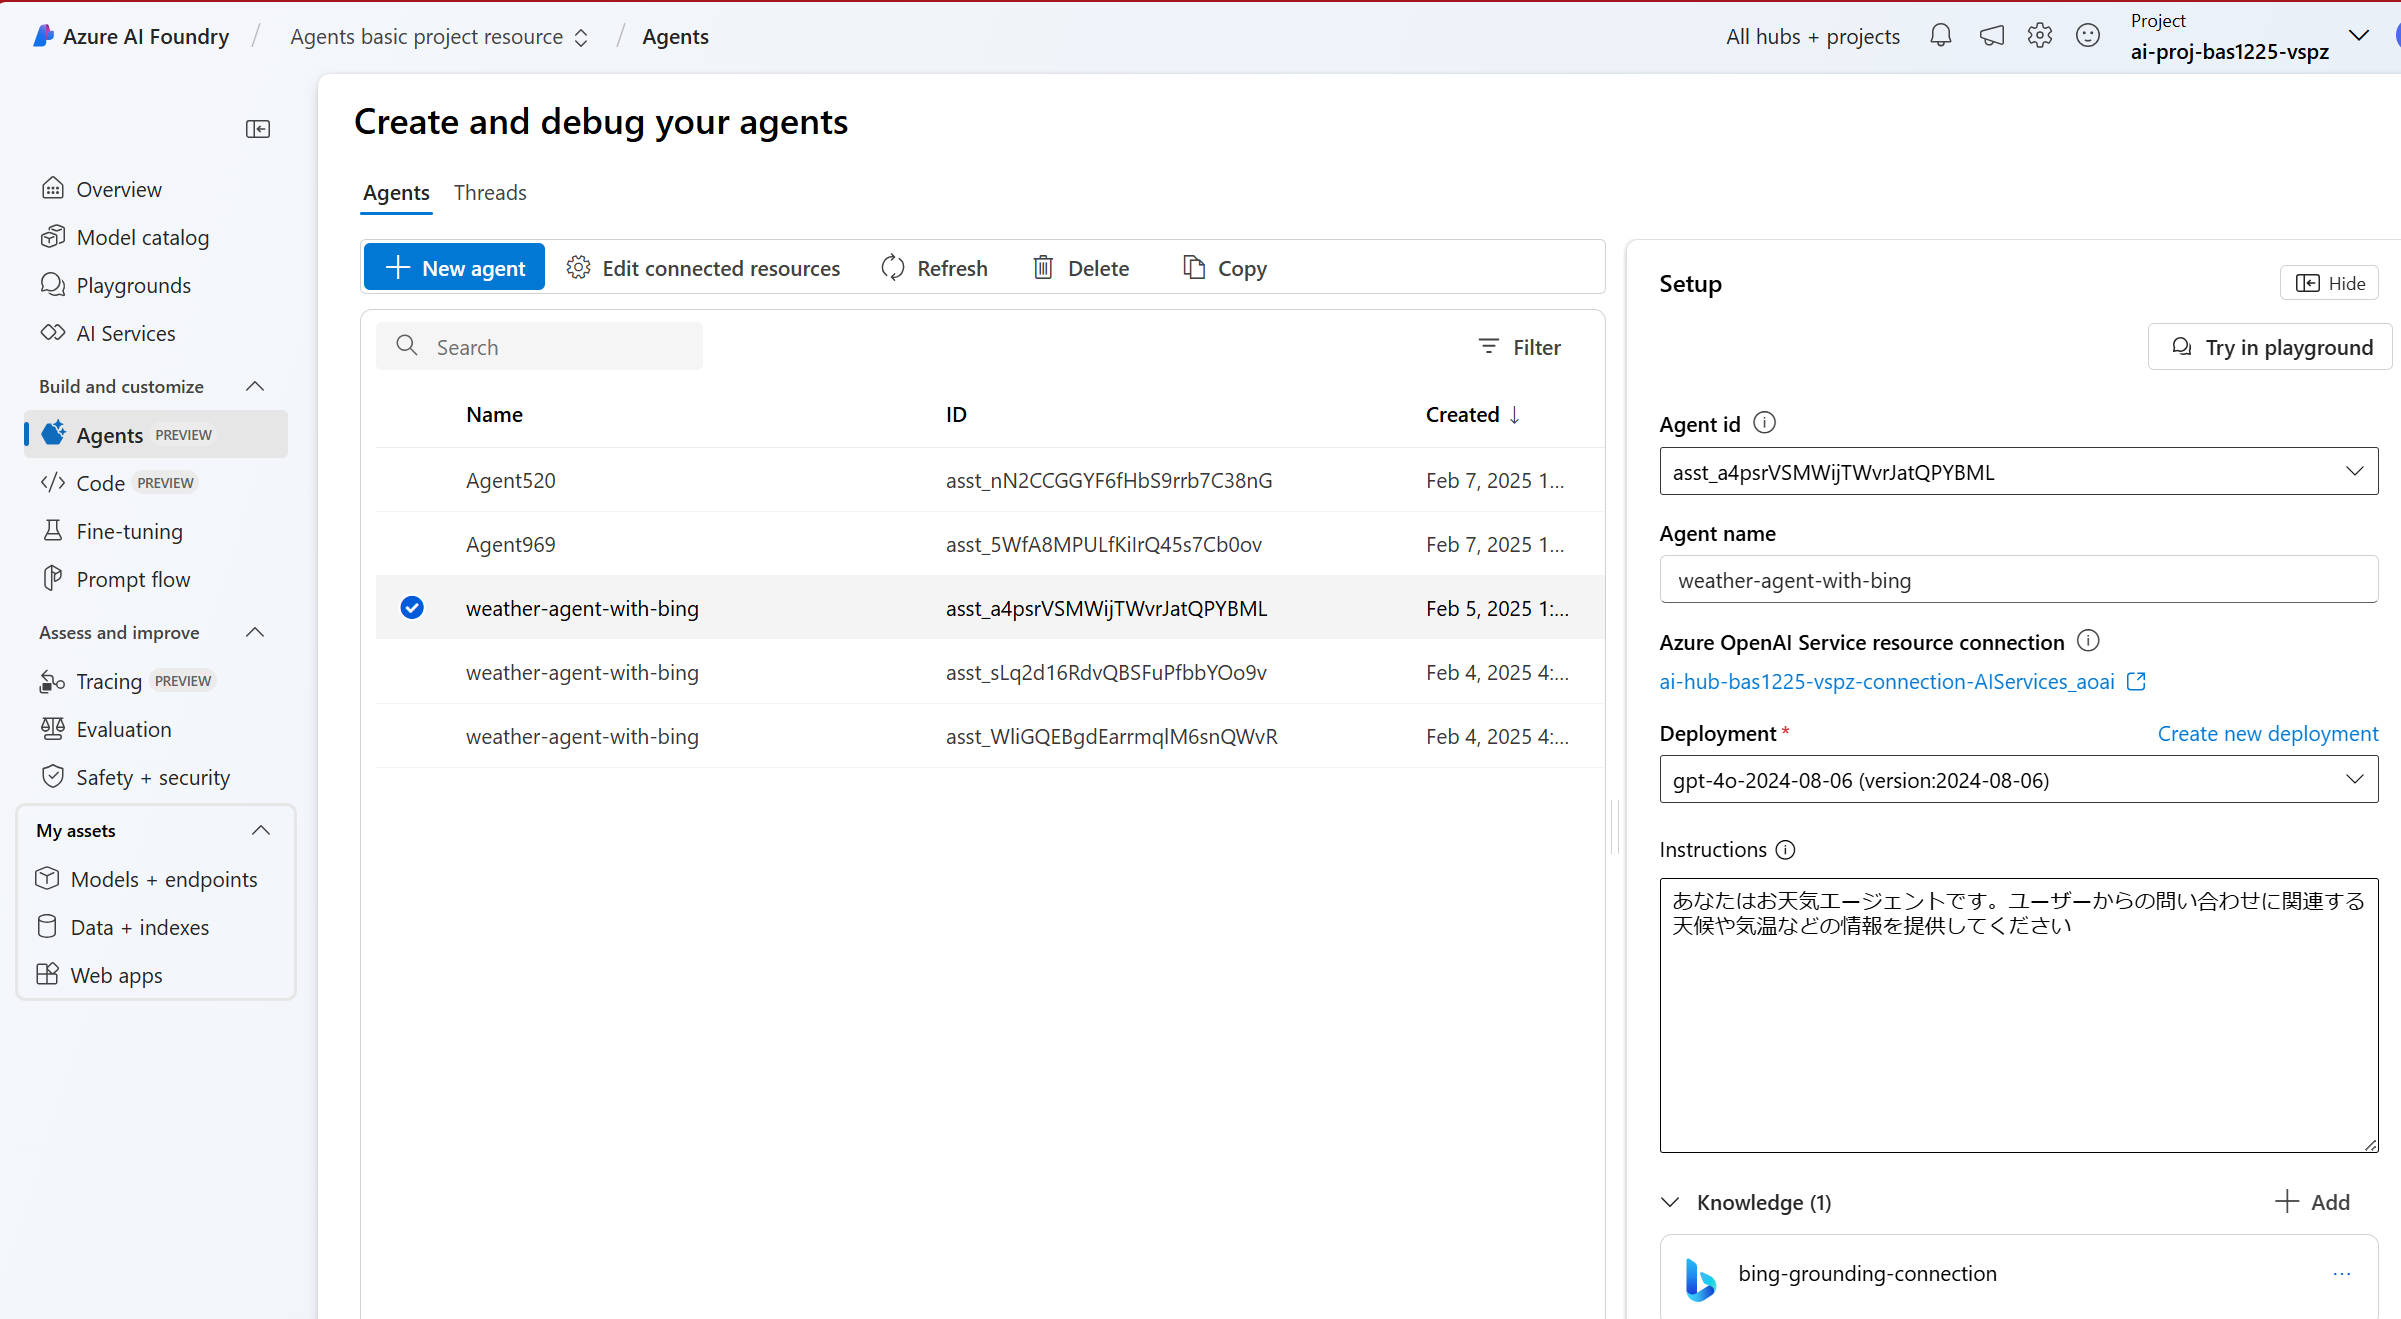 Azure AI Foundry / Agents basic project resource / Agents
All hubs + projects
Project
ai-proj-bas1225-vspz
Overview
Model catalog
Playgrounds
AI Services
Build and customize
Agents PREVIEW
Code PREVIEW
Fine-tuning
Prompt flow
Assess and improve
Tracing PREVIEW
Evaluation
Safety + security
My assets
Models + endpoints
Data + indexes
Web apps
Create and debug your agents
Agents Threads
New agent Edit connected resources Refresh Delete Copy
Search Filter
Name ID Created ↓
Agent520 asst_nN2CCGGYF6fHbS9rrb7C38nG Feb 7, 2025 1...
Agent969 asst_5WfA8MPULfKiIrQ45s7Cb0ov Feb 7, 2025 1...
weather-agent-with-bing asst_a4psrVSMWijTWvrJatQPYBML Feb 5, 2025 1:...
weather-agent-with-bing asst_sLq2d16RdvQBSFuPfbbYOo9v Feb 4, 2025 4:...
weather-agent-with-bing asst_WliGQEBgdEarrmqlM6snQWvR Feb 4, 2025 4:...
Setup
Hide
Try in playground
Agent id
asst_a4psrVSMWijTWvrJatQPYBML
Agent name
weather-agent-with-bing
Azure OpenAI Service resource connection
ai-hub-bas1225-vspz-connection-AIServices_aoai
Deployment * Create new deployment
gpt-4o-2024-08-06 (version:2024-08-06)
Instructions
あなたはお天気エージェントです。ユーザーからの問い合わせに関連する
天候や気温などの情報を提供してください
Knowledge (1) + Add
bing-grounding-connection ...